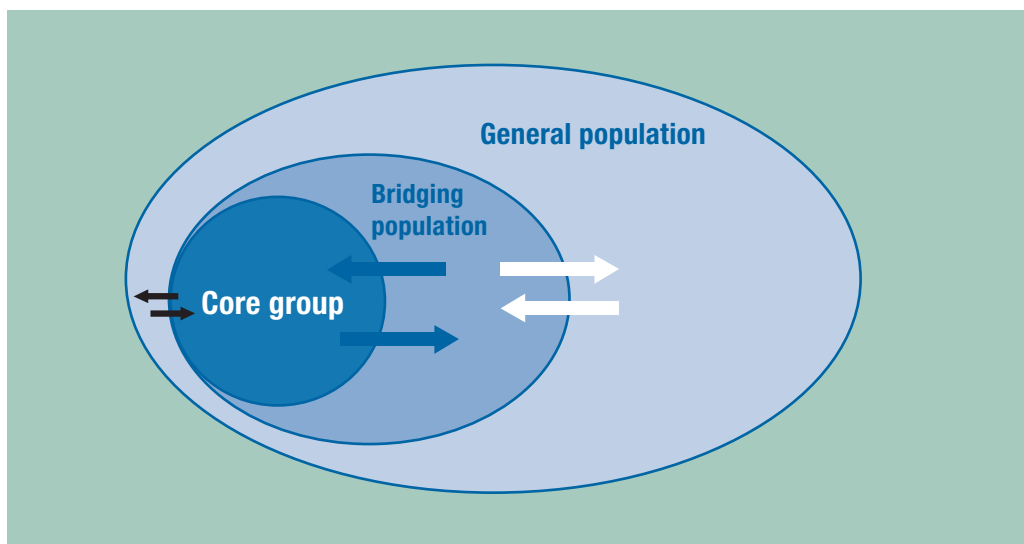 General population
Bridging
population
Core group